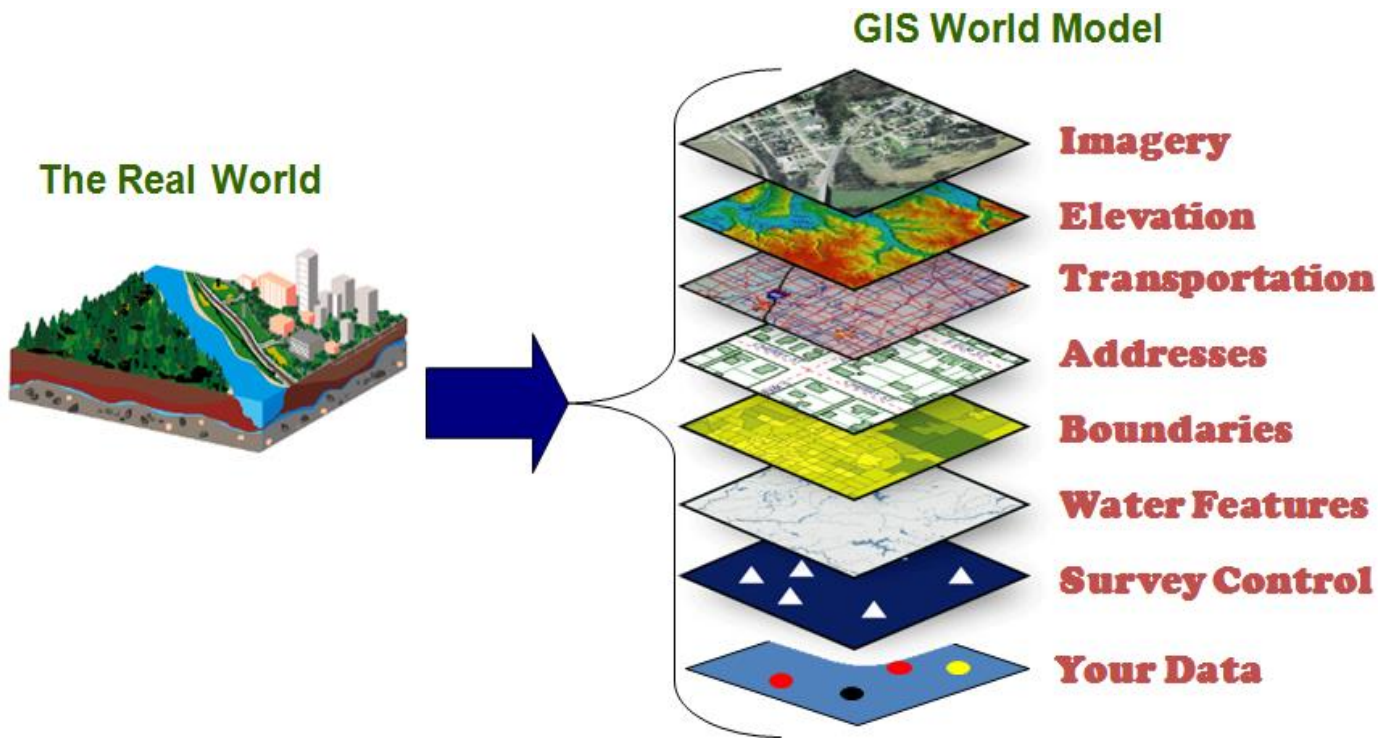 GIS World Model
The Real World
Imagery
Elevation
Transportation
Addresses
Boundaries
Water Features
Survey Control
Your Data